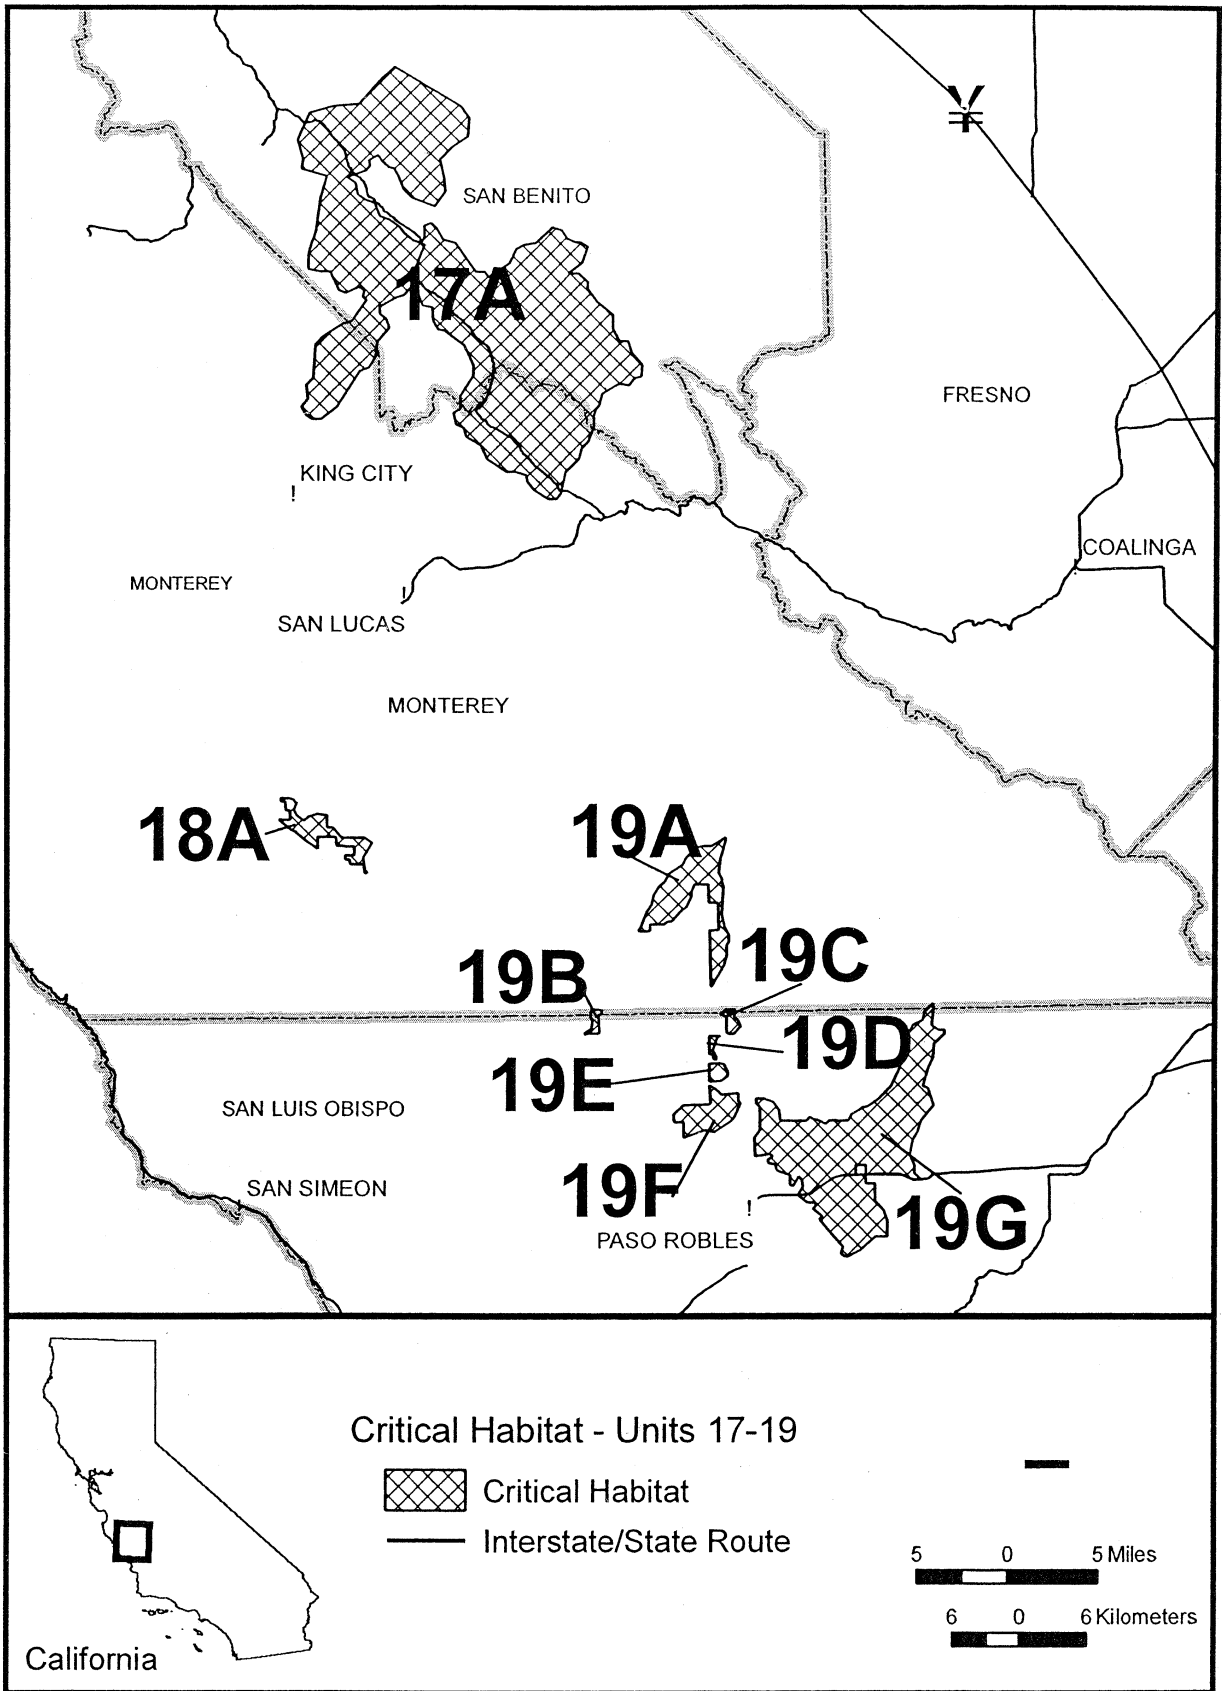 ¥
SAN BENITO
17A
FRESNO
KING CITY
!
COALINGA
!
MONTEREY
!
SAN LUCAS
MONTEREY
18A
19A
19B
19C
19D
19E
SAN LUIS OBISPO
19F
SAN SIMEON
19G
!
PASO ROBLES
Critical Habitat - Units 17-19
Critical Habitat
Interstate/State Route
5 0 5 Miles
6 0 6 Kilometers
California